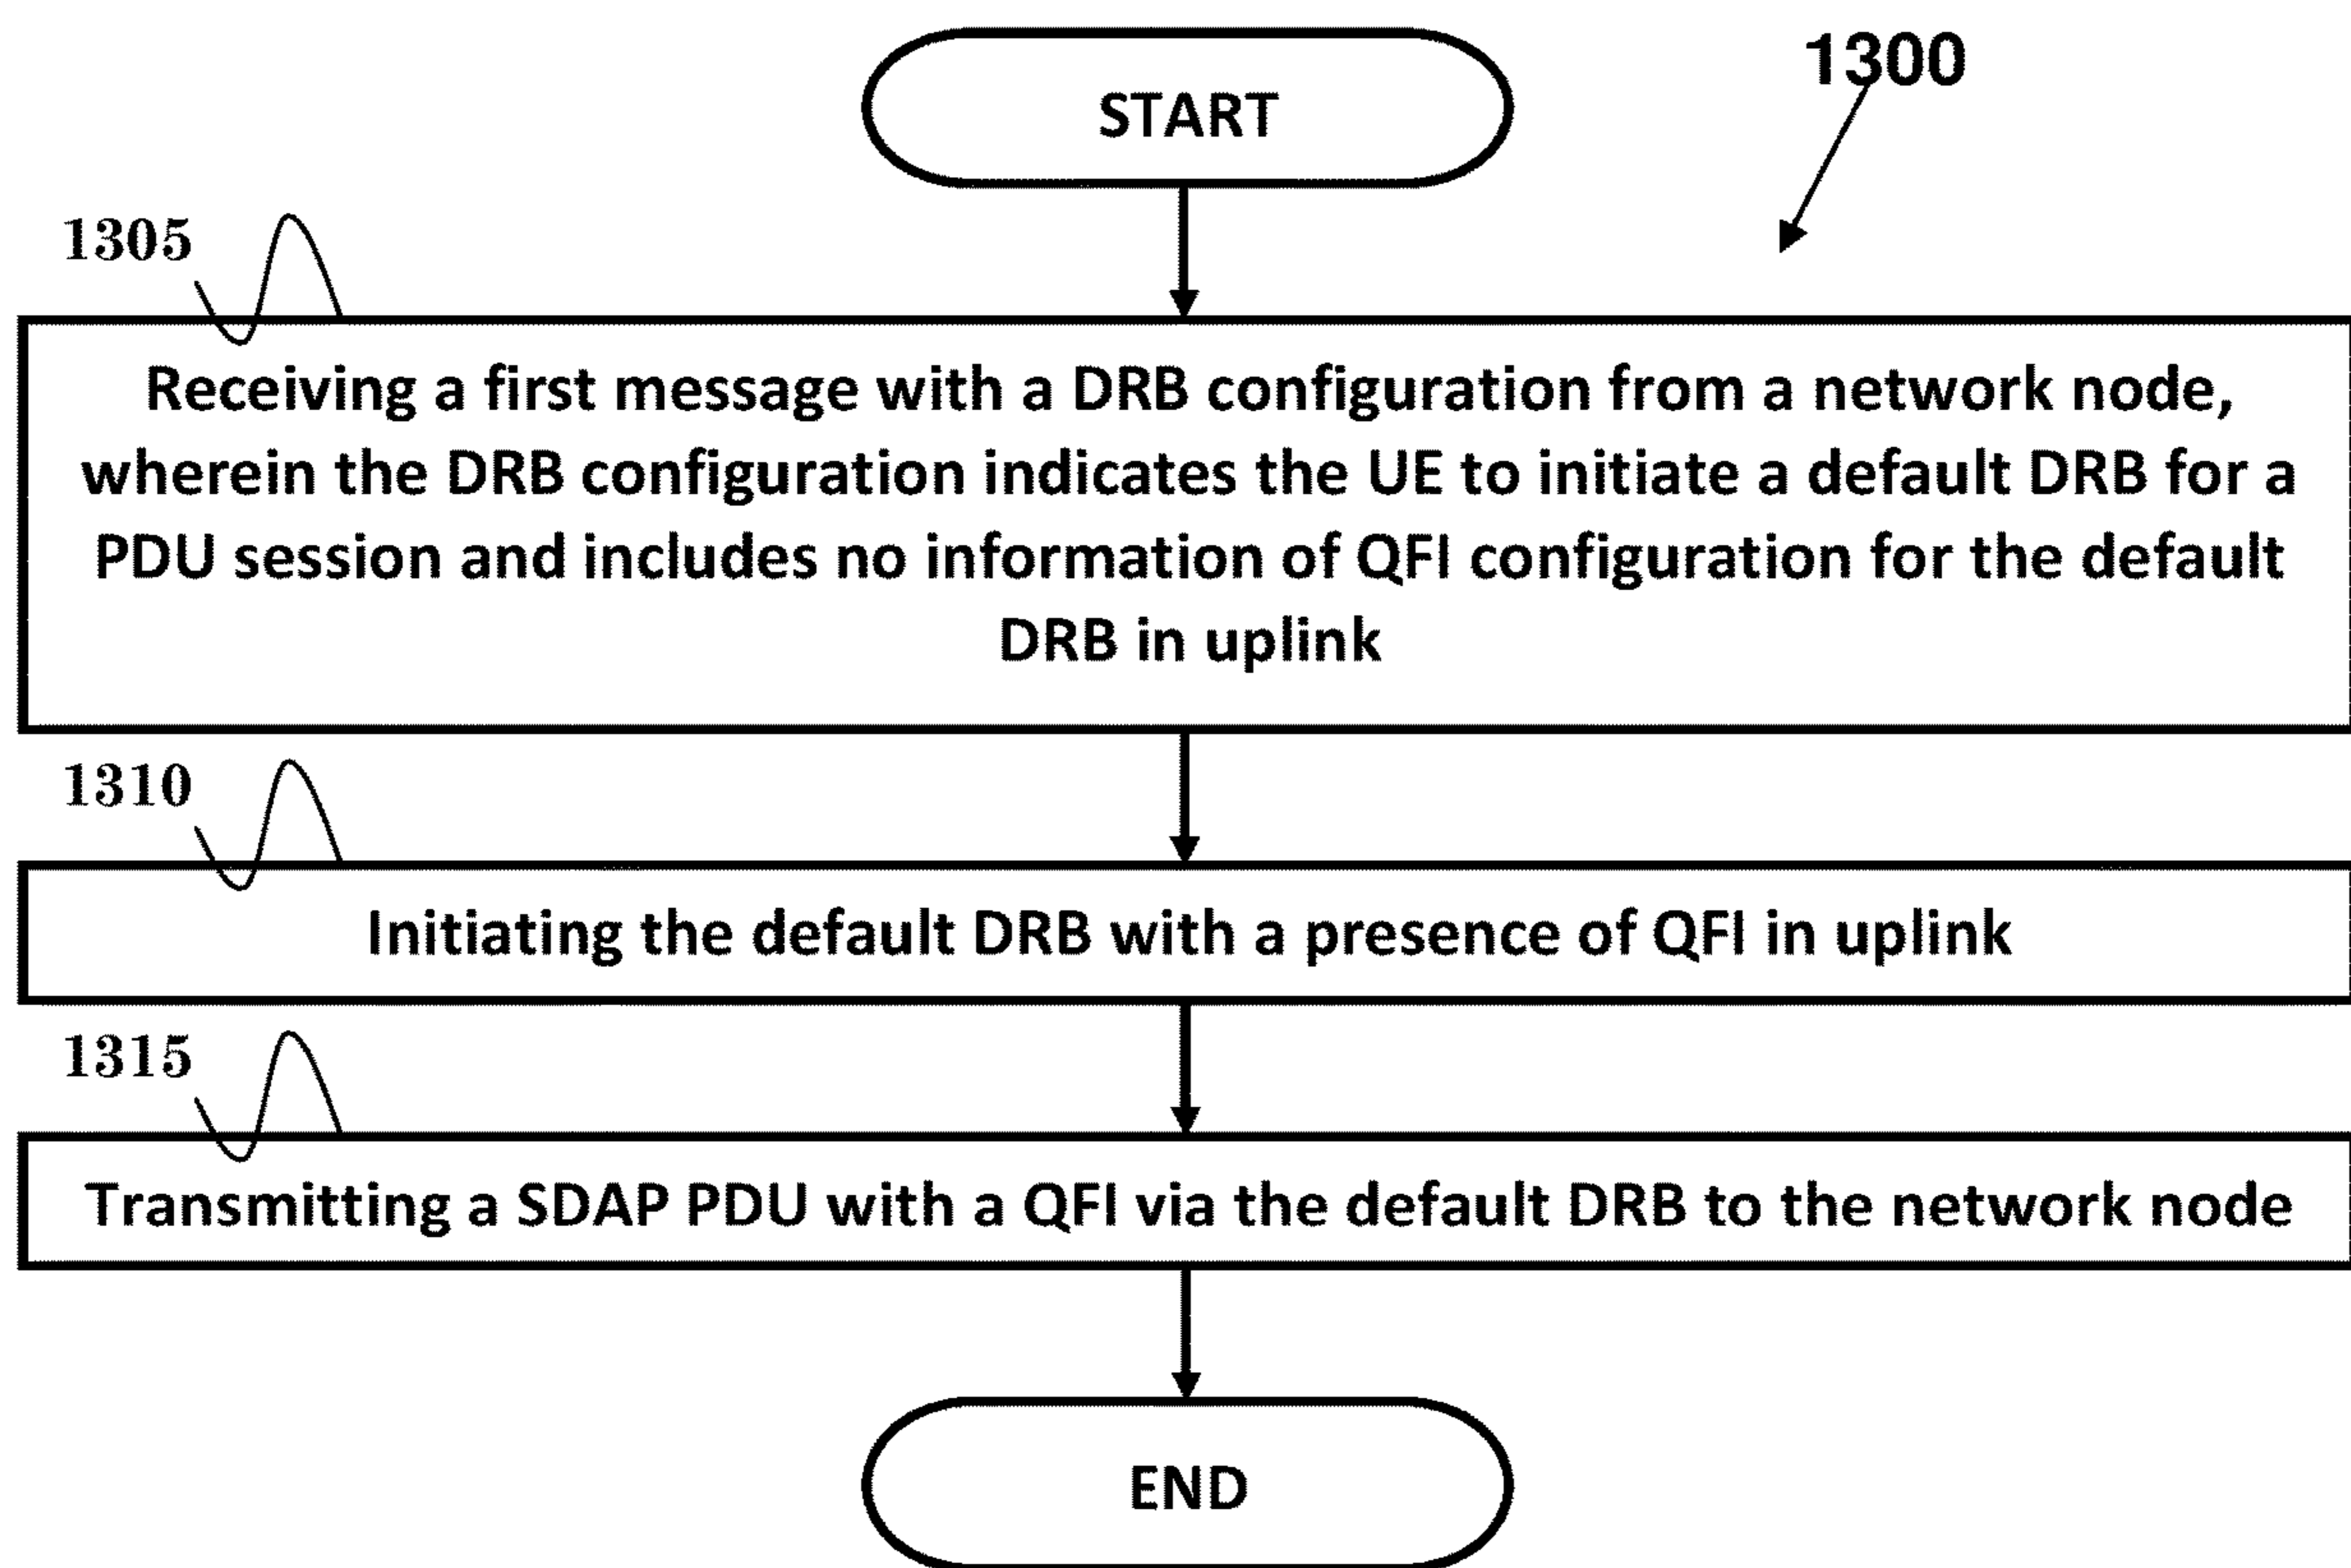 START
1300
1305
Receiving a first message with a DRB configuration from a network node,
wherein the DRB configuration indicates the UE to initiate a default DRB for a
PDU session and includes no information of QFI configuration for the default
DRB in uplink
1310
Initiating the default DRB with a presence of QFI in uplink
1315
Transmitting a SDAP PDU with a QFI via the default DRB to the network node
END